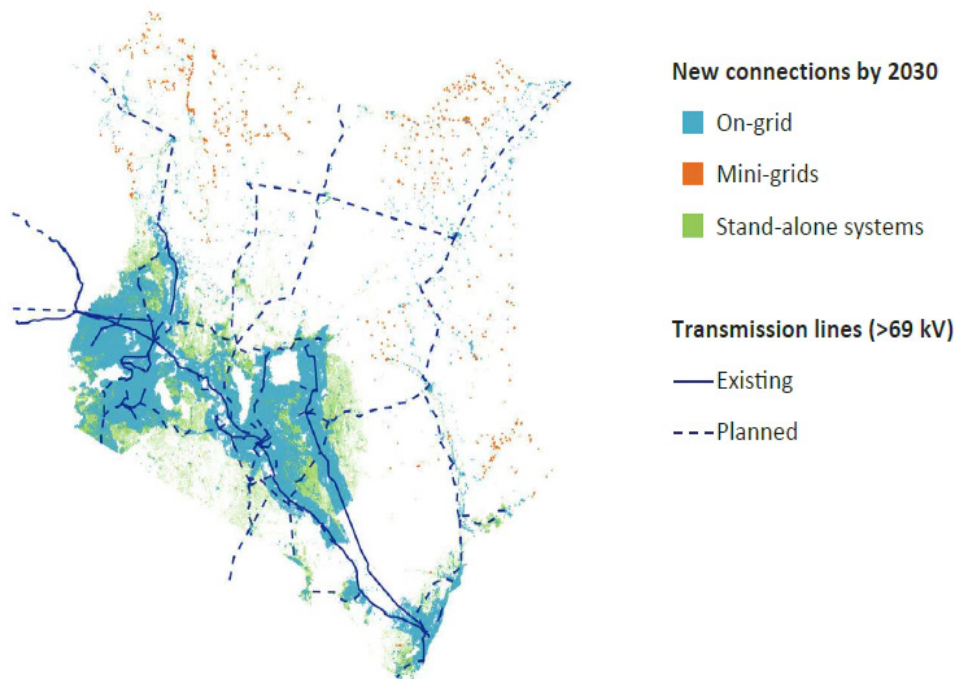 New connections by 2030
On-grid
Mini-grids
Stand-alone systems
Transmission lines (>69 kV)
Existing
Planned